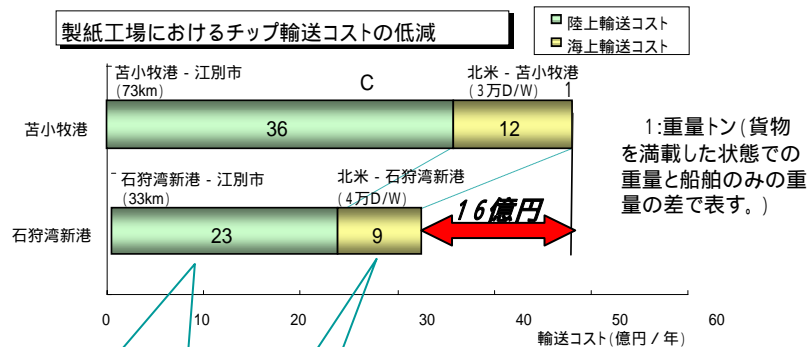 製紙工場におけるチップ輸送コストの低減
陸上輸送コスト
海上輸送コスト
苫小牧港 - 江別市
(73km)
C
北米 - 苫小牧港
(3万D/W)
1
苫小牧港
36
12
石狩湾新港 - 江別市
(33km)
北米 - 石狩湾新港
(4万D/W)
石狩湾新港
23
9
16億円
1:重量トン(貨物
を満載した状態での
重量と船舶のみの重
量の差で表す。)
0 10 20 30 40 50 60
輸送コスト(億円/年)